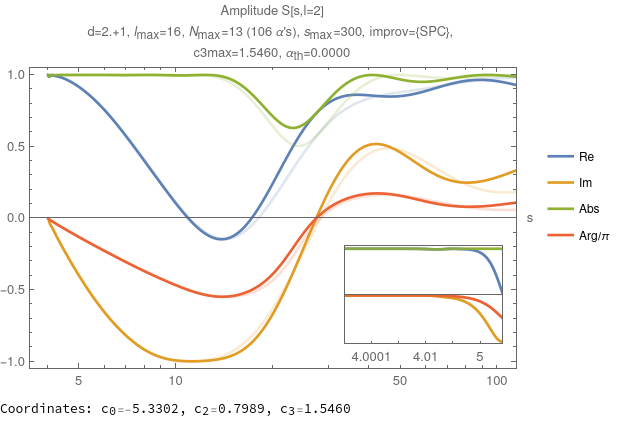 Amplitude S[s,l=2]
d=2.+1, lmax=16, Nmax=13 (106 α's), smax=300, improv={SPC},
c3max=1.5460, αth=0.0000
1.0
0.5
0.0
-0.5
-1.0
5
10
50
100
s
4.0001
4.01
5
Re
Im
Abs
Arg/π
Coordinates: c0=-5.3302, c2=0.7989, c3=1.5460